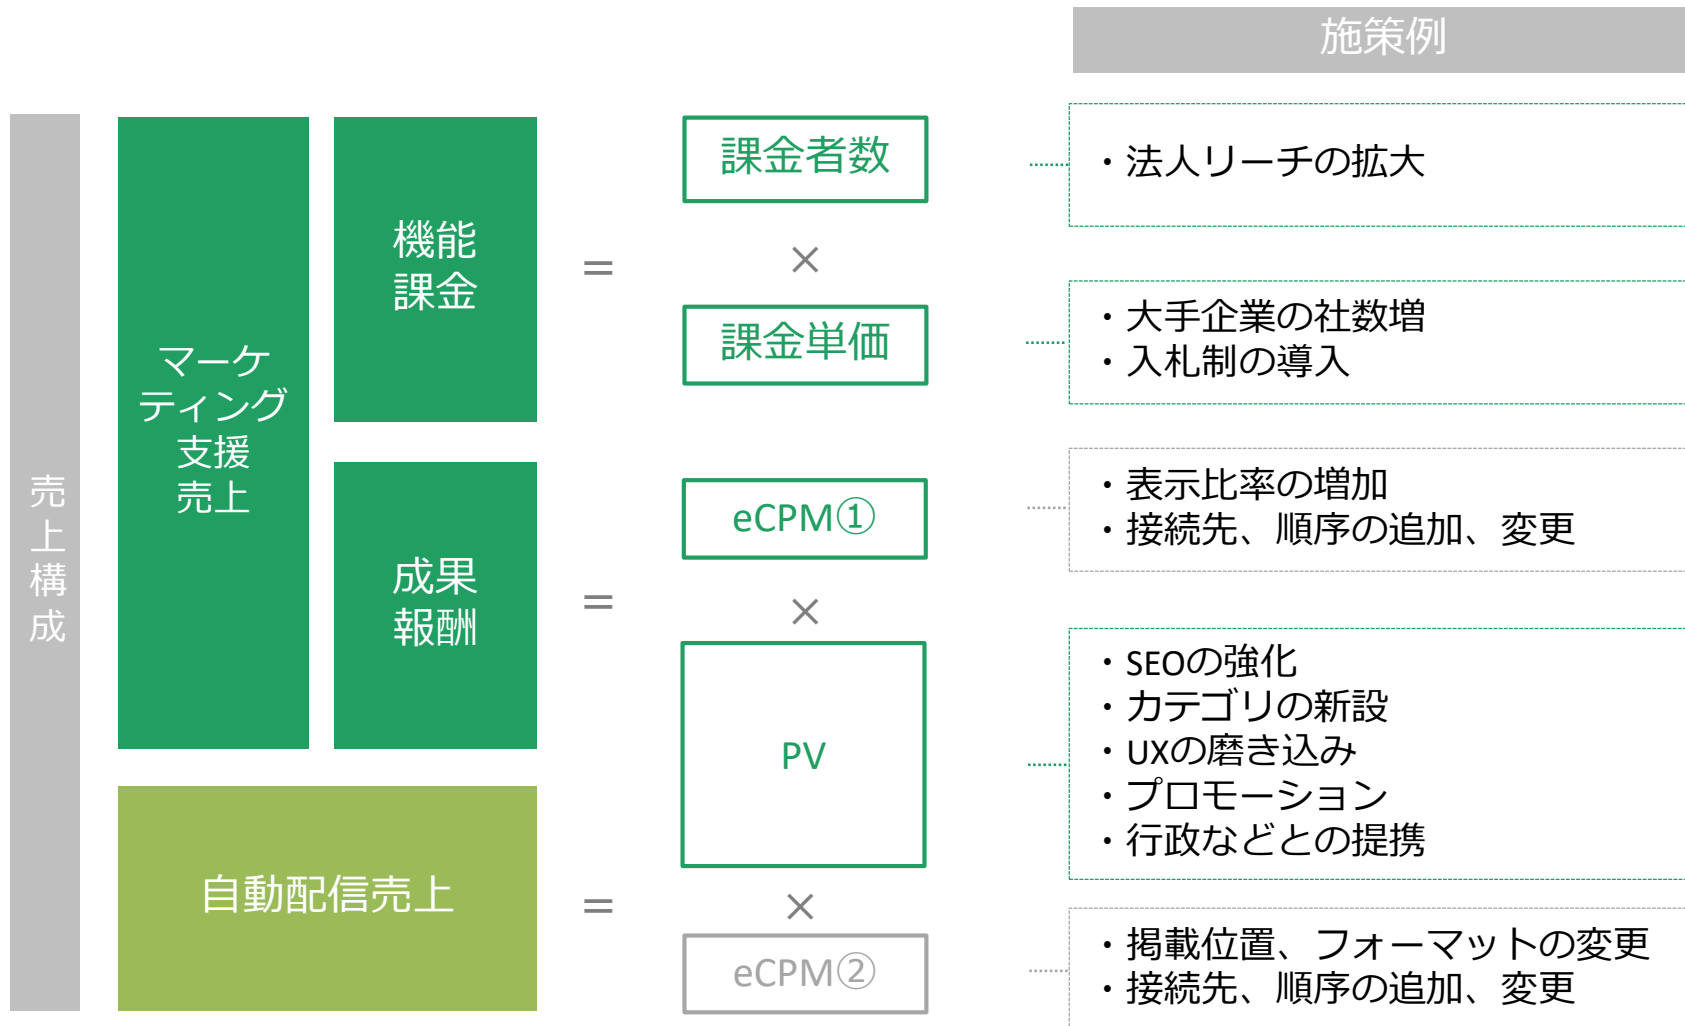 施策例
売上構成
マーケ
ティング
支援
売上
機能
課金
=
課金者数
×
課金単価
・法人リーチの拡大
・大手企業の社数増
・入札制の導入
成果
報酬
=
eCPM①
×
PV
・表示比率の増加
・接続先、順序の追加、変更
・SEOの強化
・カテゴリの新設
・UXの磨き込み
・プロモーション
・行政などとの提携
自動配信売上
=
×
eCPM②
・掲載位置、フォーマットの変更
・接続先、順序の追加、変更